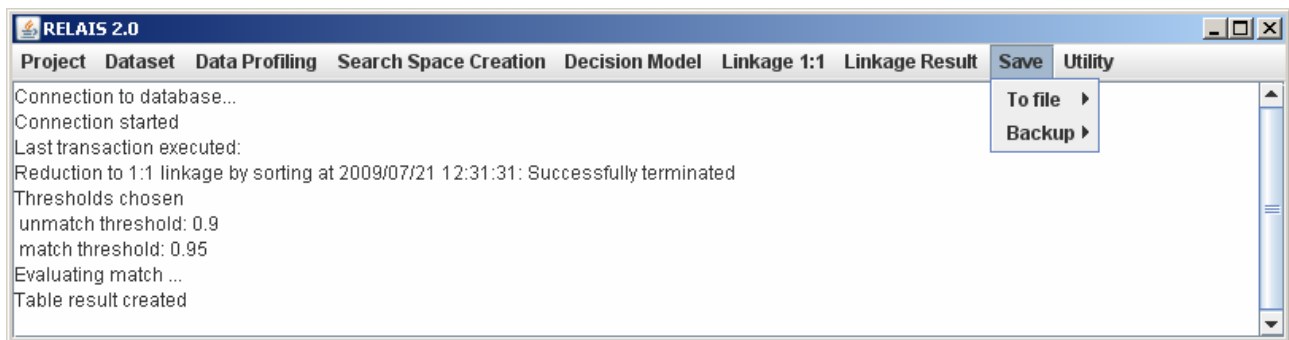 RELAIS 2.0
Project Dataset Data Profiling Search Space Creation Decision Model Linkage 1:1 Linkage Result Save Utility
To file
Backup
Connection to database...
Connection started
Last transaction executed:
Reduction to 1:1 linkage by sorting at 2009/07/21 12:31:31: Successfully terminated
Thresholds chosen
unmatch threshold: 0.9
match threshold: 0.95
Evaluating match ...
Table result created